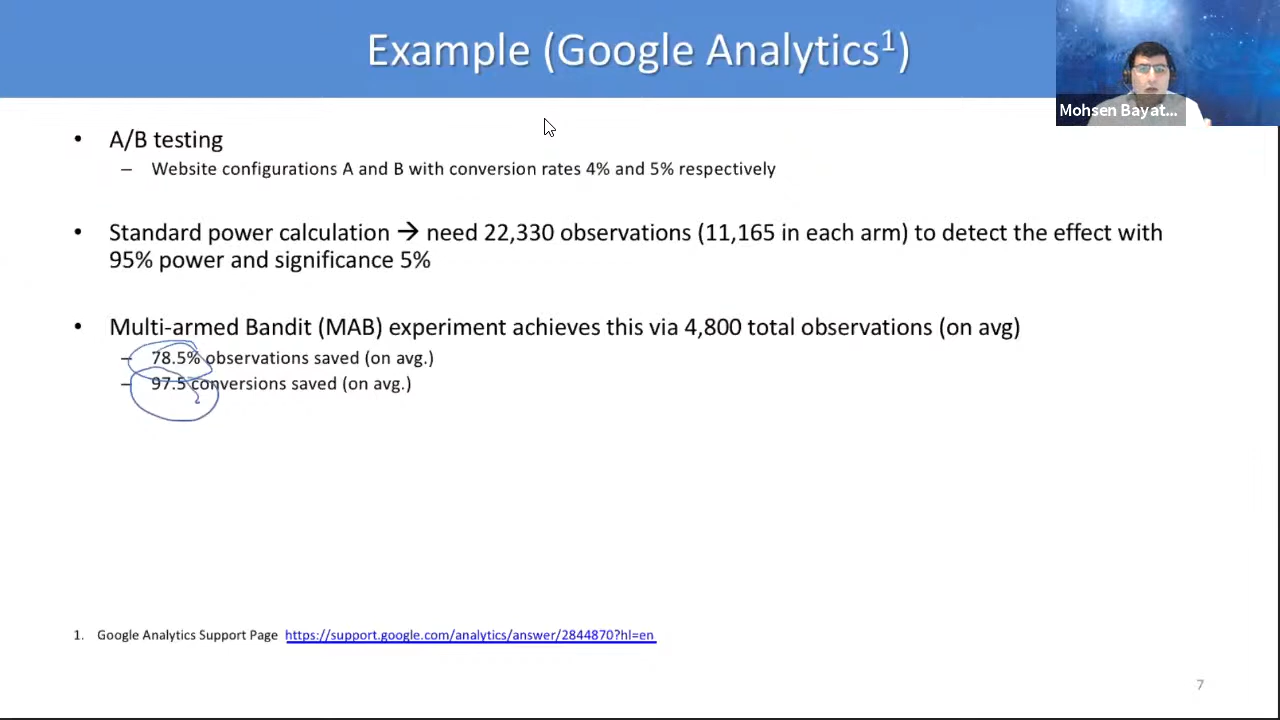 Example (Google Analytics¹)
Mohsen Bayat...
• A/B testing
– Website configurations A and B with conversion rates 4% and 5% respectively
• Standard power calculation → need 22,330 observations (11,165 in each arm) to detect the effect with
95% power and significance 5%
• Multi-armed Bandit (MAB) experiment achieves this via 4,800 total observations (on avg)
– 78.5% observations saved (on avg.)
– 97.5 conversions saved (on avg.)
1. Google Analytics Support Page https://support.google.com/analytics/answer/2844870?hl=en
7